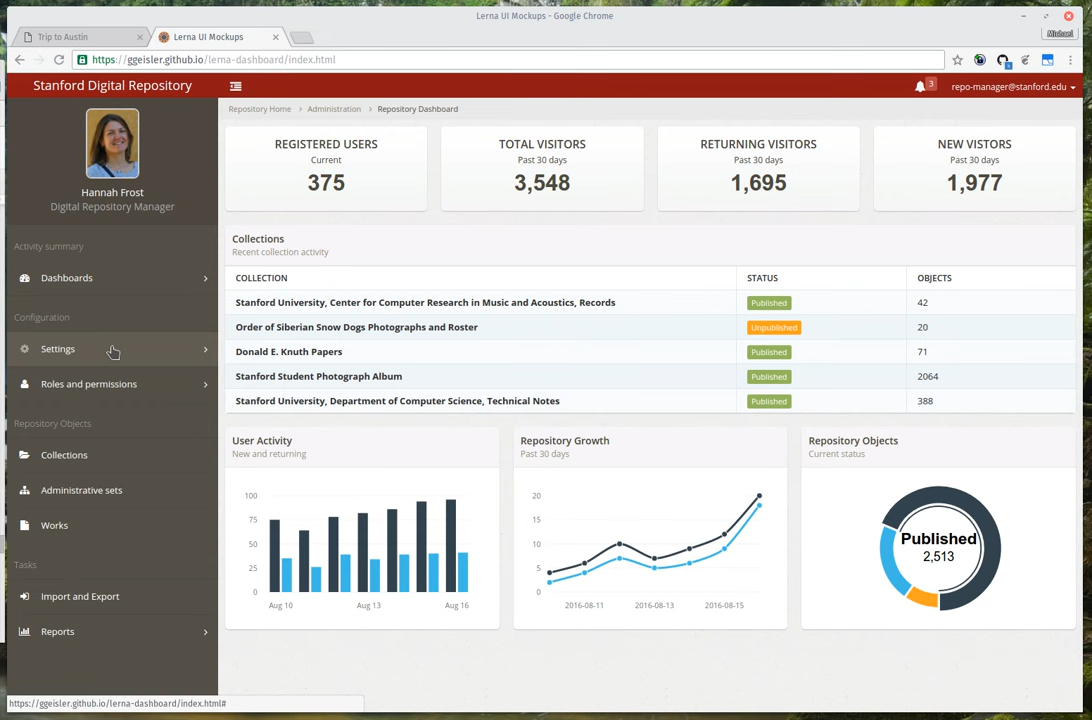 Lerna UI Mockups - Google Chrome
Trip to Austin
Lerna UI Mockups
Michael
https://ggeisler.github.io/lerna-dashboard/index.html
Stanford Digital Repository
3
repo-manager@stanford.edu
Hannah Frost
Digital Repository Manager
Activity summary
Dashboards
Configuration
Settings
Roles and permissions
Repository Objects
Collections
Administrative sets
Works
Tasks
Import and Export
Reports
Repository Home > Administration > Repository Dashboard
REGISTERED USERS
Current
375
TOTAL VISITORS
Past 30 days
3,548
RETURNING VISITORS
Past 30 days
1,695
NEW VISTORS
Past 30 days
1,977
Collections
Recent collection activity
COLLECTION STATUS OBJECTS
Stanford University, Center for Computer Research in Music and Acoustics, Records Published 42
Order of Siberian Snow Dogs Photographs and Roster Unpublished 20
Donald E. Knuth Papers Published 71
Stanford Student Photograph Album Published 2064
Stanford University, Department of Computer Science, Technical Notes Published 388
User Activity
New and returning
100
75
50
25
0
Aug 10 Aug 13 Aug 16
Repository Growth
Past 30 days
20
15
10
5
0
2016-08-11 2016-08-13 2016-08-15
Repository Objects
Current status
Published
2,513
https://ggeisler.github.io/lerna-dashboard/index.html#